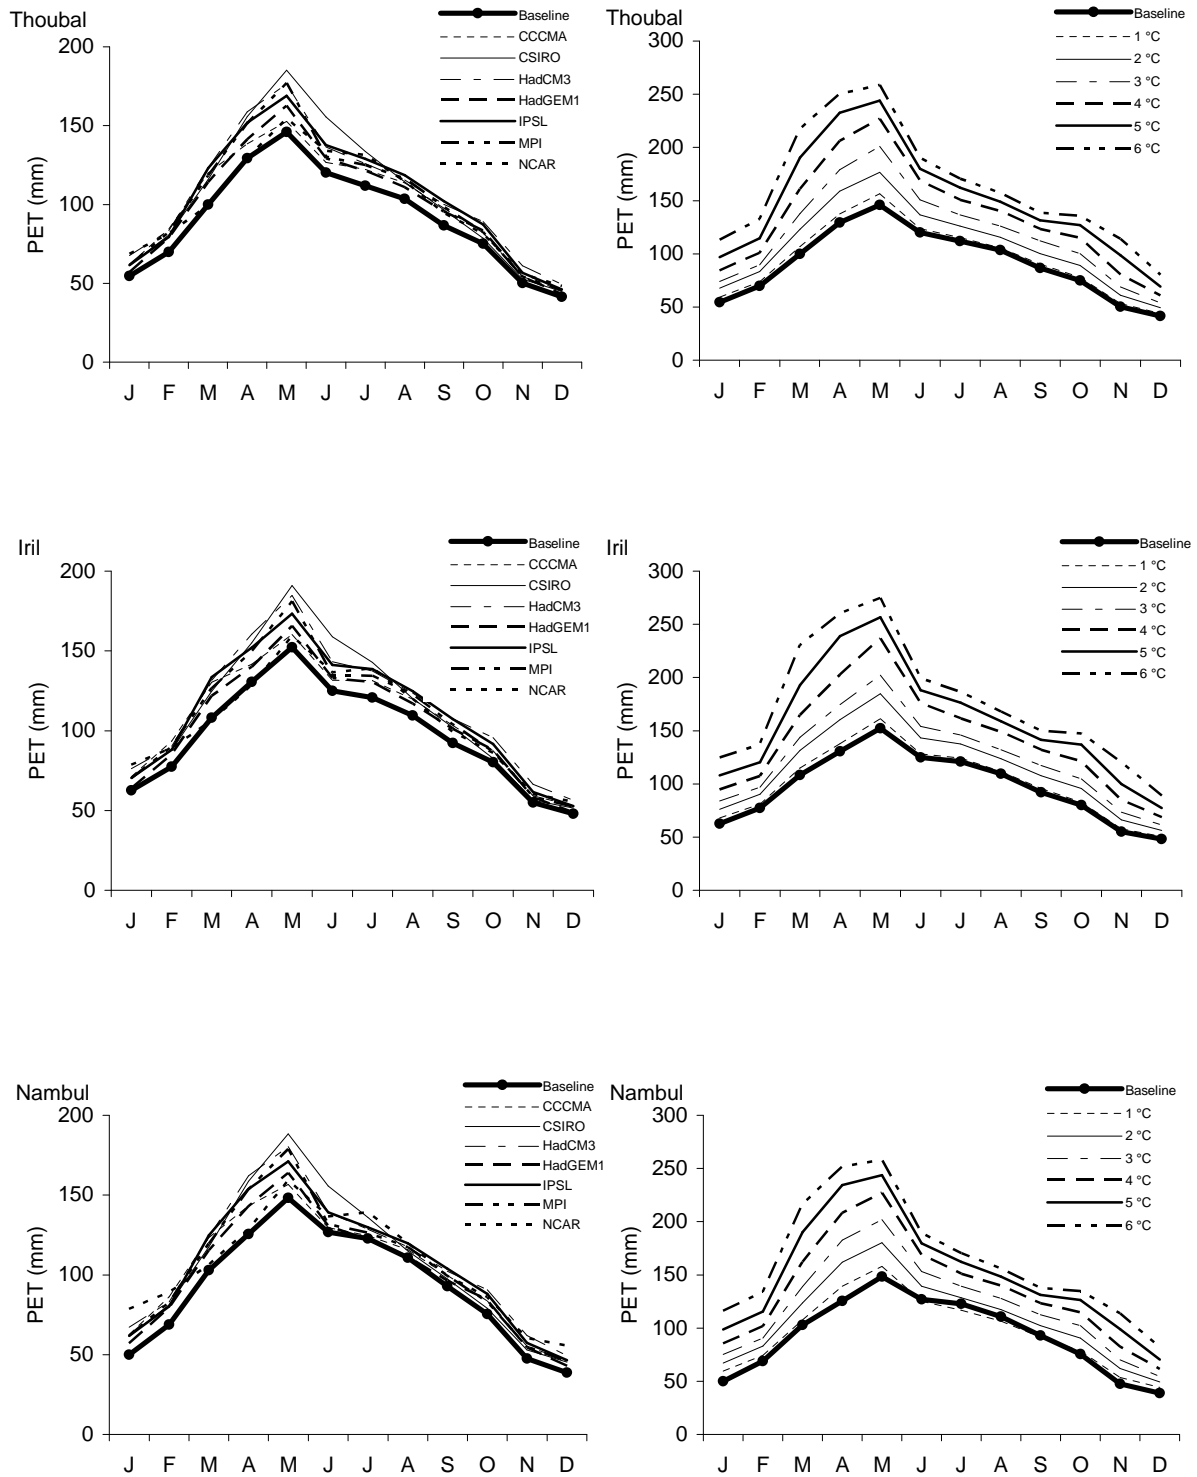 Thoubal
Baseline
CCCMA
CSIRO
HadCM3
HadGEM1
IPSL
MPI
NCAR
PET (mm)
200
150
100
50
0
J F M A M J J A S O N D
Thoubal
Baseline
1 °C
2 °C
3 °C
4 °C
5 °C
6 °C
PET (mm)
300
250
200
150
100
50
0
J F M A M J J A S O N D
Iril
Baseline
CCCMA
CSIRO
HadCM3
HadGEM1
IPSL
MPI
NCAR
PET (mm)
200
150
100
50
0
J F M A M J J A S O N D
Iril
Baseline
1 °C
2 °C
3 °C
4 °C
5 °C
6 °C
PET (mm)
300
250
200
150
100
50
0
J F M A M J J A S O N D
Nambul
Baseline
CCCMA
CSIRO
HadCM3
HadGEM1
IPSL
MPI
NCAR
PET (mm)
200
150
100
50
0
J F M A M J J A S O N D
Nambul
Baseline
1 °C
2 °C
3 °C
4 °C
5 °C
6 °C
PET (mm)
300
250
200
150
100
50
0
J F M A M J J A S O N D